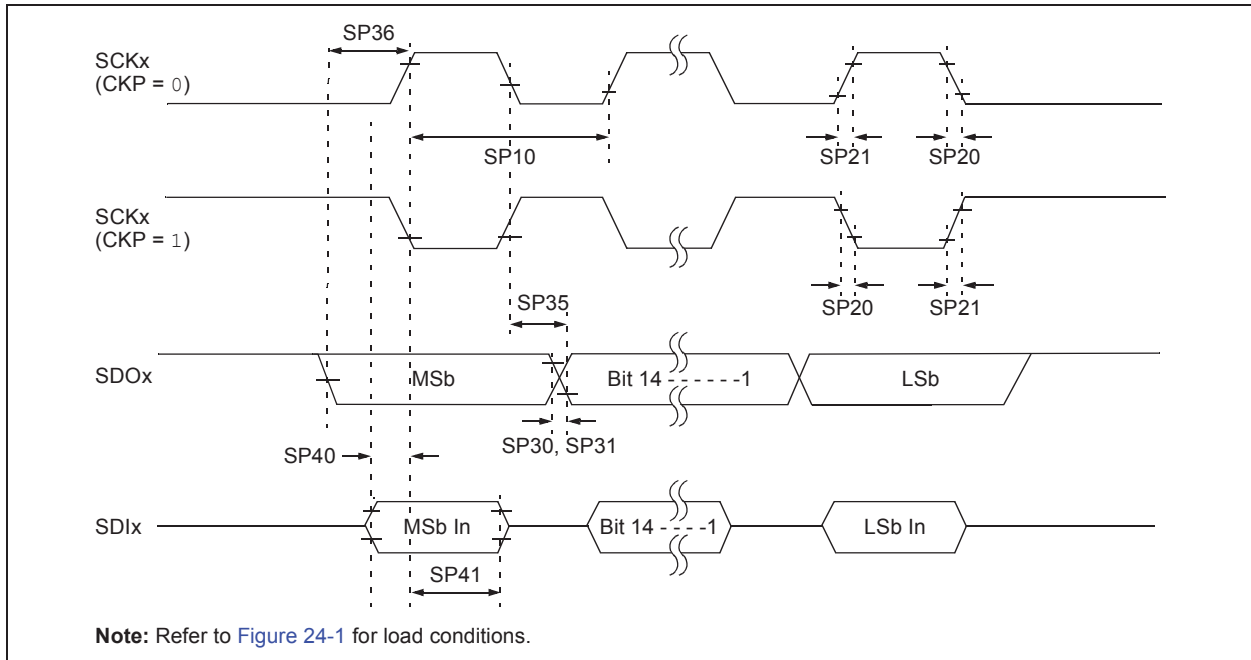 SP36
SCKx
(CKP = 0)
SP10
SP21
SP20
SCKx
(CKP = 1)
SP35
SP20
SP21
SDOx
MSb
Bit 14 - - - - - -1
LSb
SP30, SP31
SP40
SDIx
MSb In
Bit 14 - - - -1
LSb In
SP41
Note: Refer to Figure 24-1 for load conditions.